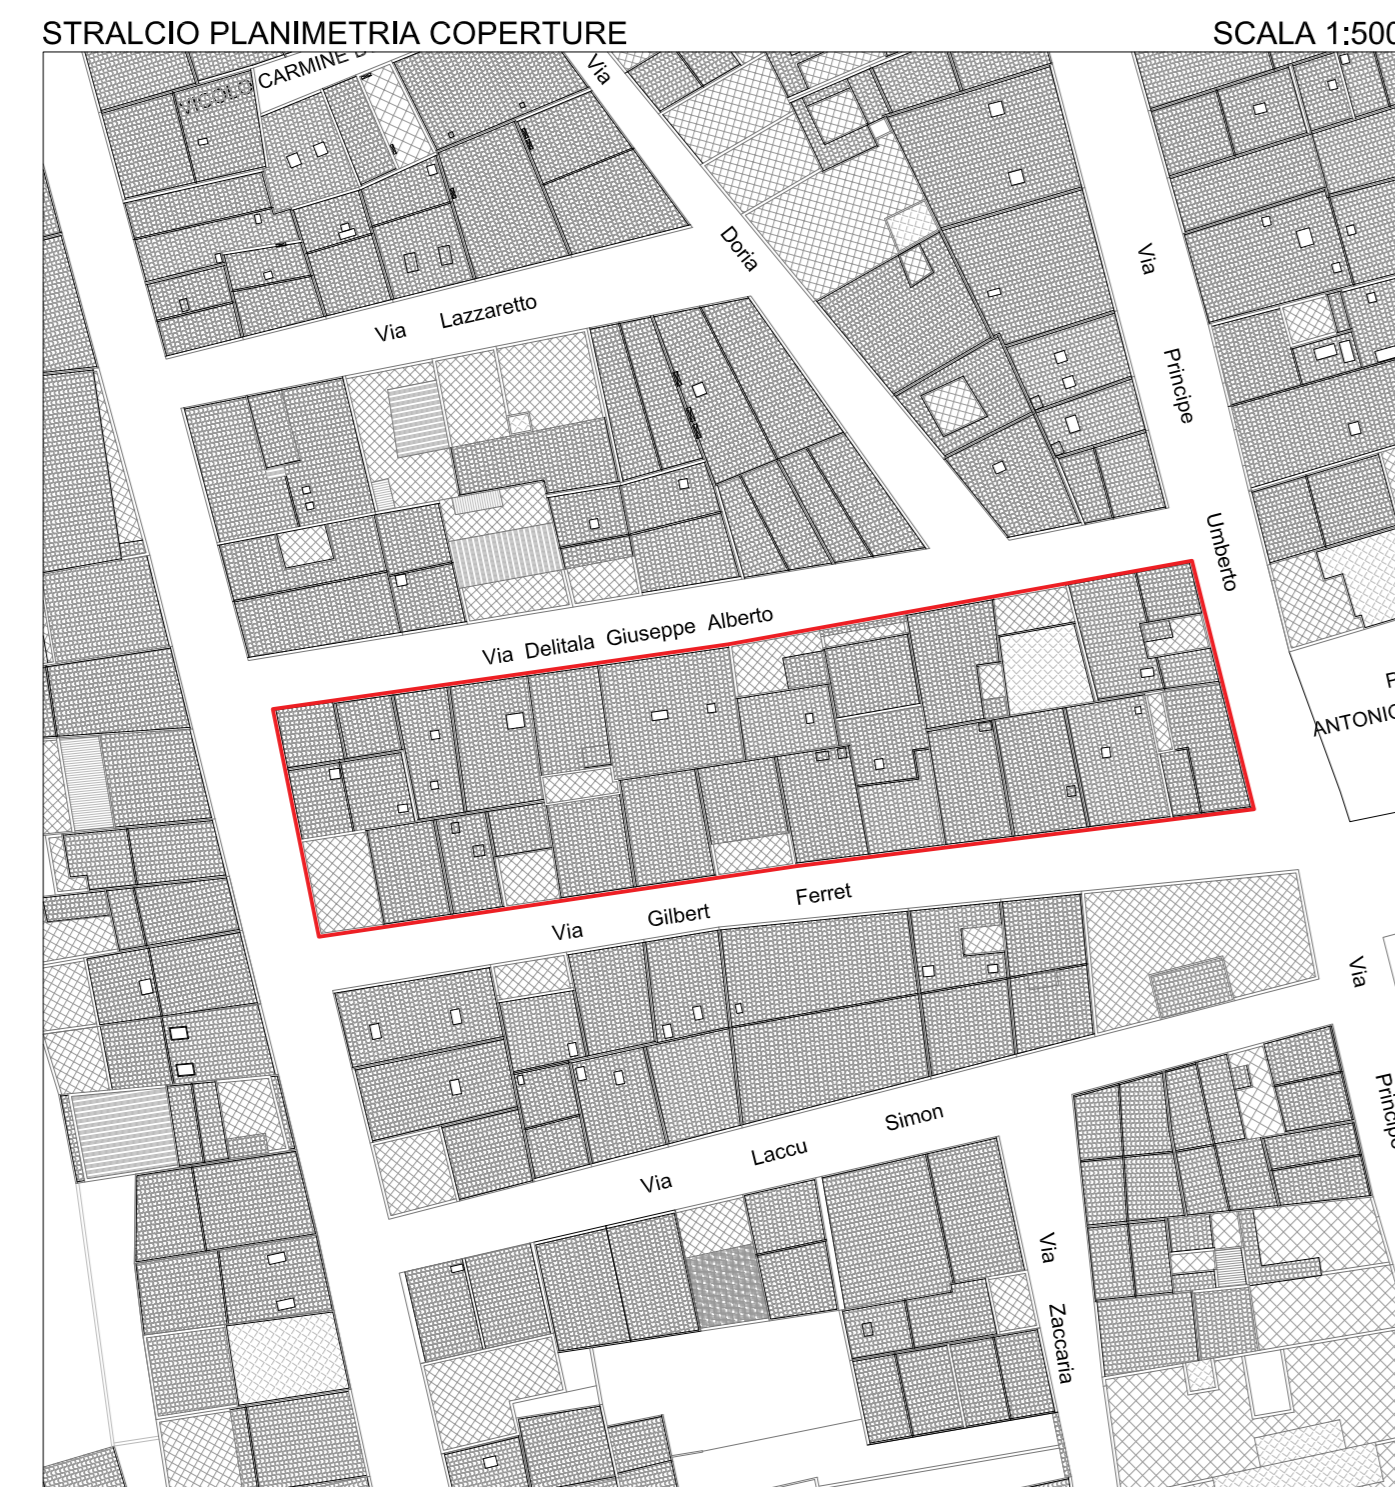 STRALCIO PLANIMETRIA COPERTURE
SCALA 1:500
VICOLO CARMINE
Via Doria
Via Lazzaretto
Via Principe Umberto
Via Delitala Giuseppe Alberto
ANTONIO
Via Gilbert Ferret
Via Principe
Via Laccu Simon
Via Zaccaria